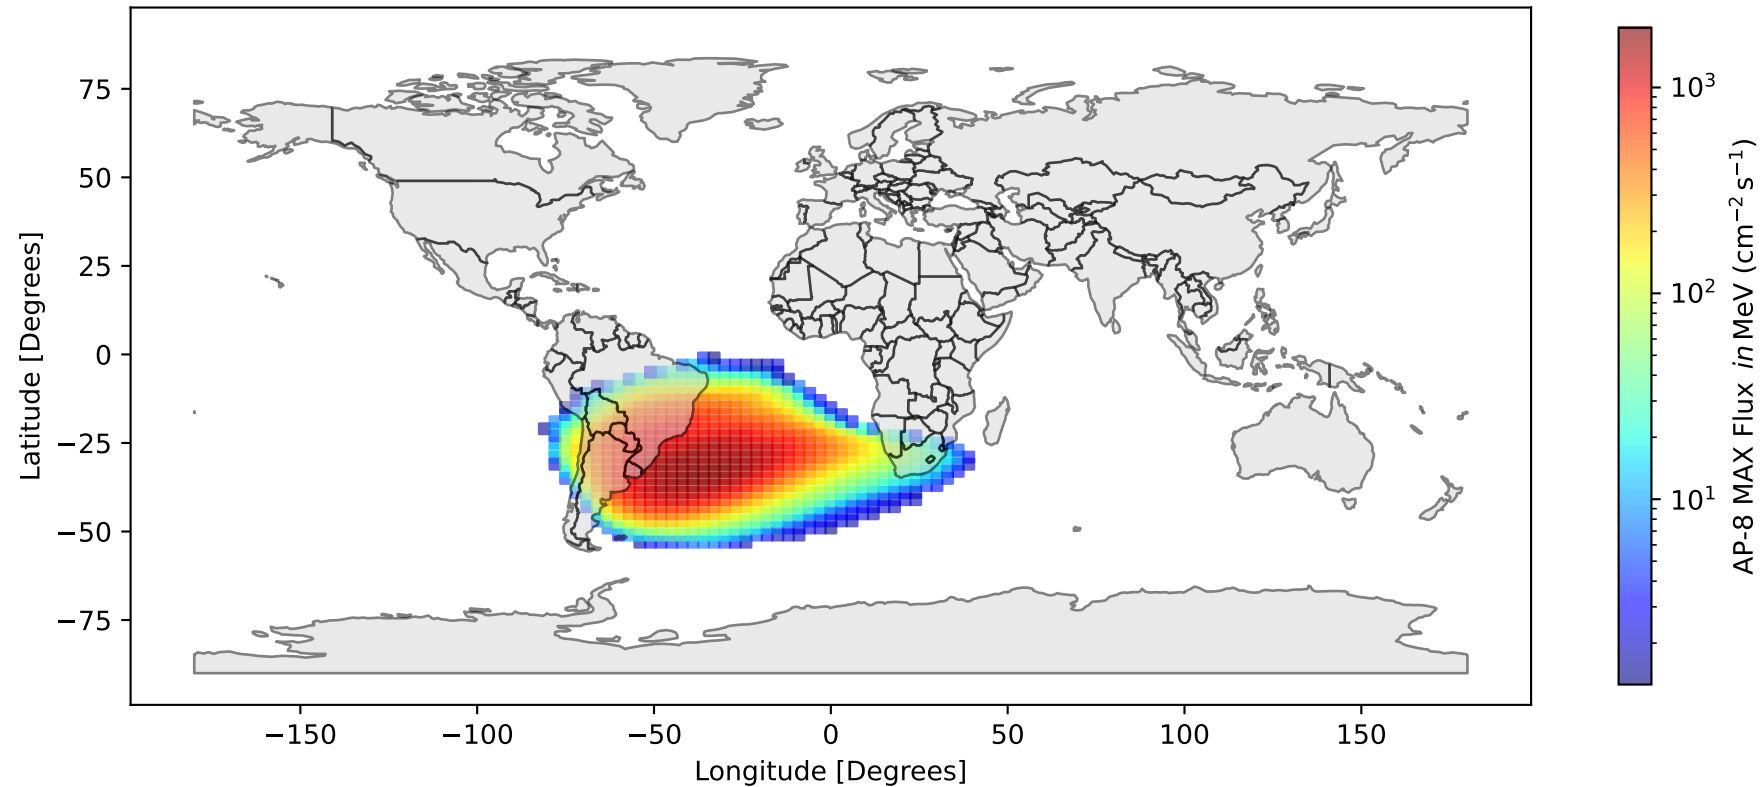 75
50
25
0
−25
−50
−75
Latitude [Degrees]
−150 −100 −50 0 50 100 150
Longitude [Degrees]
10³
10²
10¹
AP-8 MAX Flux in MeV (cm⁻² s⁻¹)